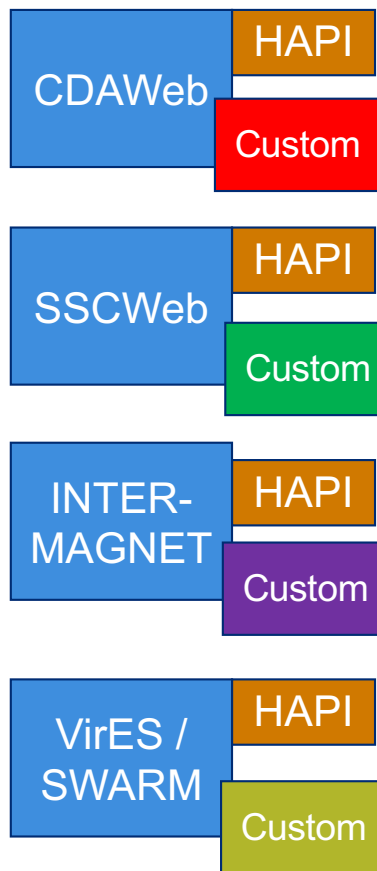 CDAWeb
HAPI
Custom
SSCWeb
HAPI
Custom
INTER-
MAGNET
HAPI
Custom
VirES /
SWARM
HAPI
Custom